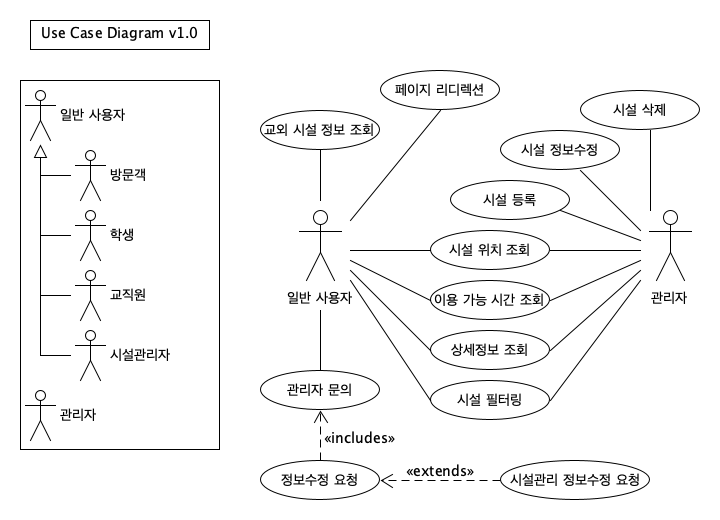 Use Case Diagram v1.0
일반 사용자
방문객
학생
교직원
시설관리자
관리자
페이지 리디렉션
시설 삭제
교외 시설 정보 조회
시설 정보수정
시설 등록
시설 위치 조회
일반 사용자
이용 가능 시간 조회
관리자
상세정보 조회
관리자 문의
시설 필터링
«includes»
정보수정 요청
«extends»
시설관리 정보수정 요청